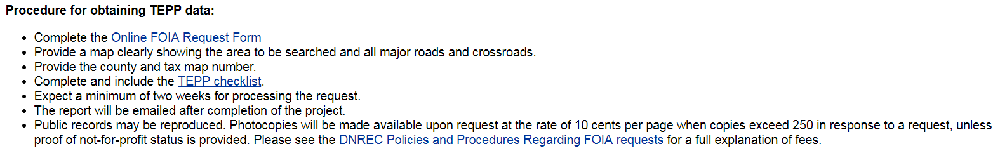 Procedure for obtaining TEPP data:
• Complete the Online FOIA Request Form
• Provide a map clearly showing the area to be searched and all major roads and crossroads.
• Provide the county and tax map number.
• Complete and include the TEPP checklist.
• Expect a minimum of two weeks for processing the request.
• The report will be emailed after completion of the project.
• Public records may be reproduced. Photocopies will be made available upon request at the rate of 10 cents per page when copies exceed 250 in response to a request, unless
proof of not-for-profit status is provided. Please see the DNREC Policies and Procedures Regarding FOIA requests for a full explanation of fees.